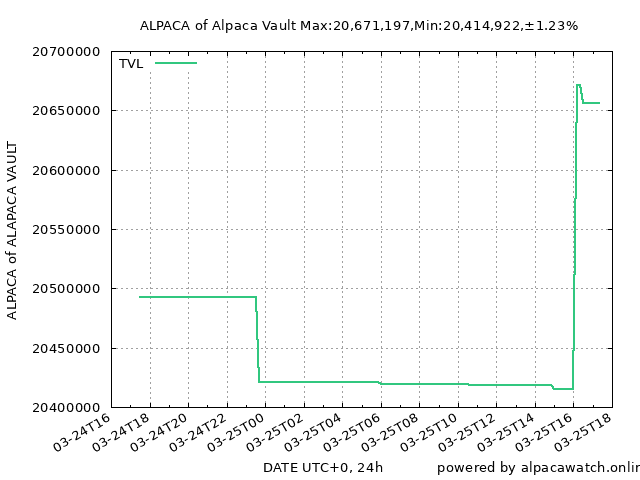 ALPACA of Alpaca Vault Max:20,671,197,Min:20,414,922,±1.23%
20700000
TVL
20650000
20600000
20550000
20500000
20450000
20400000
ALPACA of ALAPACA VAULT
03-24T16
03-24T18
03-24T20
03-24T22
03-25T00
03-25T02
03-25T04
03-25T06
03-25T08
03-25T10
03-25T12
03-25T14
03-25T16
03-25T18
DATE UTC+0, 24h
powered by alpacawatch.onlin